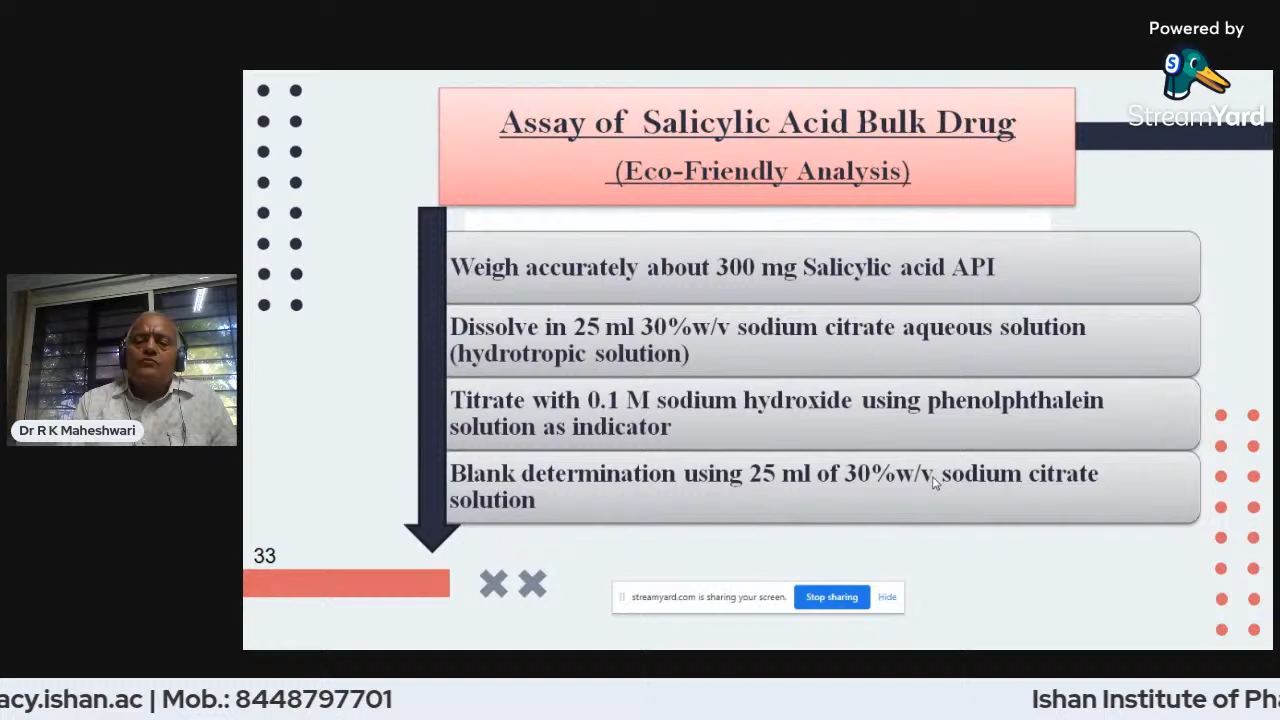 Powered by
StreamYard
Assay of Salicylic Acid Bulk Drug
(Eco-Friendly Analysis)
Weigh accurately about 300 mg Salicylic acid API
Dissolve in 25 ml 30%w/v sodium citrate aqueous solution
(hydrotropic solution)
Titrate with 0.1 M sodium hydroxide using phenolphthalein
solution as indicator
Blank determination using 25 ml of 30%w/v sodium citrate
solution
Dr R K Maheshwari
33
streamyard.com is sharing your screen.
Stop sharing
Hide
acy.ishan.ac | Mob.: 8448797701
Ishan Institute of Pha